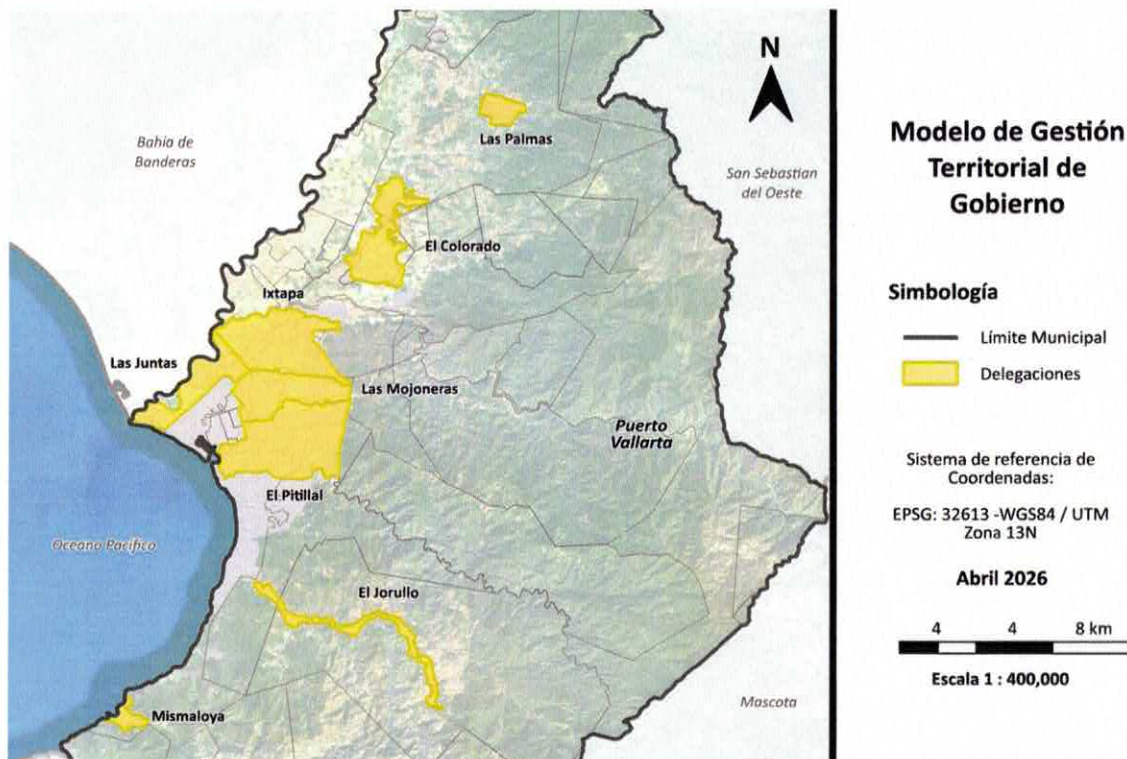 N
Bahía de
Banderas
Las Palmas
San Sebastian
del Oeste
El Colorado
Ixtapa
Las Juntas
Las Mojoneras
Puerto
Vallarta
El Pitillal
Oceano Pacífico
El Jorullo
Mismaloya
Mascota
Modelo de Gestión
Territorial de
Gobierno
Simbología
Límite Municipal
Delegaciones
Sistema de referencia de
Coordenadas:
EPSG: 32613 -WGS84 / UTM
Zona 13N
Abril 2026
4 4 8 km
Escala 1 : 400,000